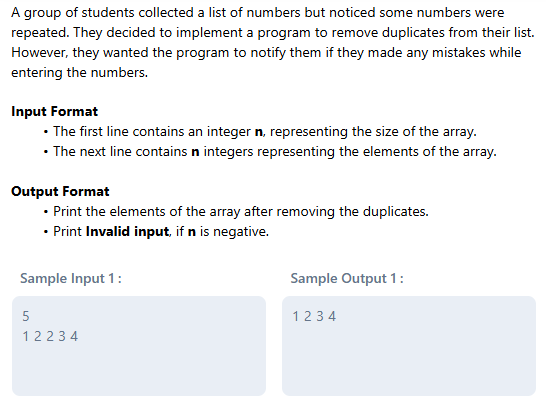 A group of students collected a list of numbers but noticed some numbers were
repeated. They decided to implement a program to remove duplicates from their list.
However, they wanted the program to notify them if they made any mistakes while
entering the numbers.
Input Format
• The first line contains an integer n, representing the size of the array.
• The next line contains n integers representing the elements of the array.
Output Format
• Print the elements of the array after removing the duplicates.
• Print Invalid input, if n is negative.
Sample Input 1 :
5
1 2 2 3 4
Sample Output 1 :
1 2 3 4